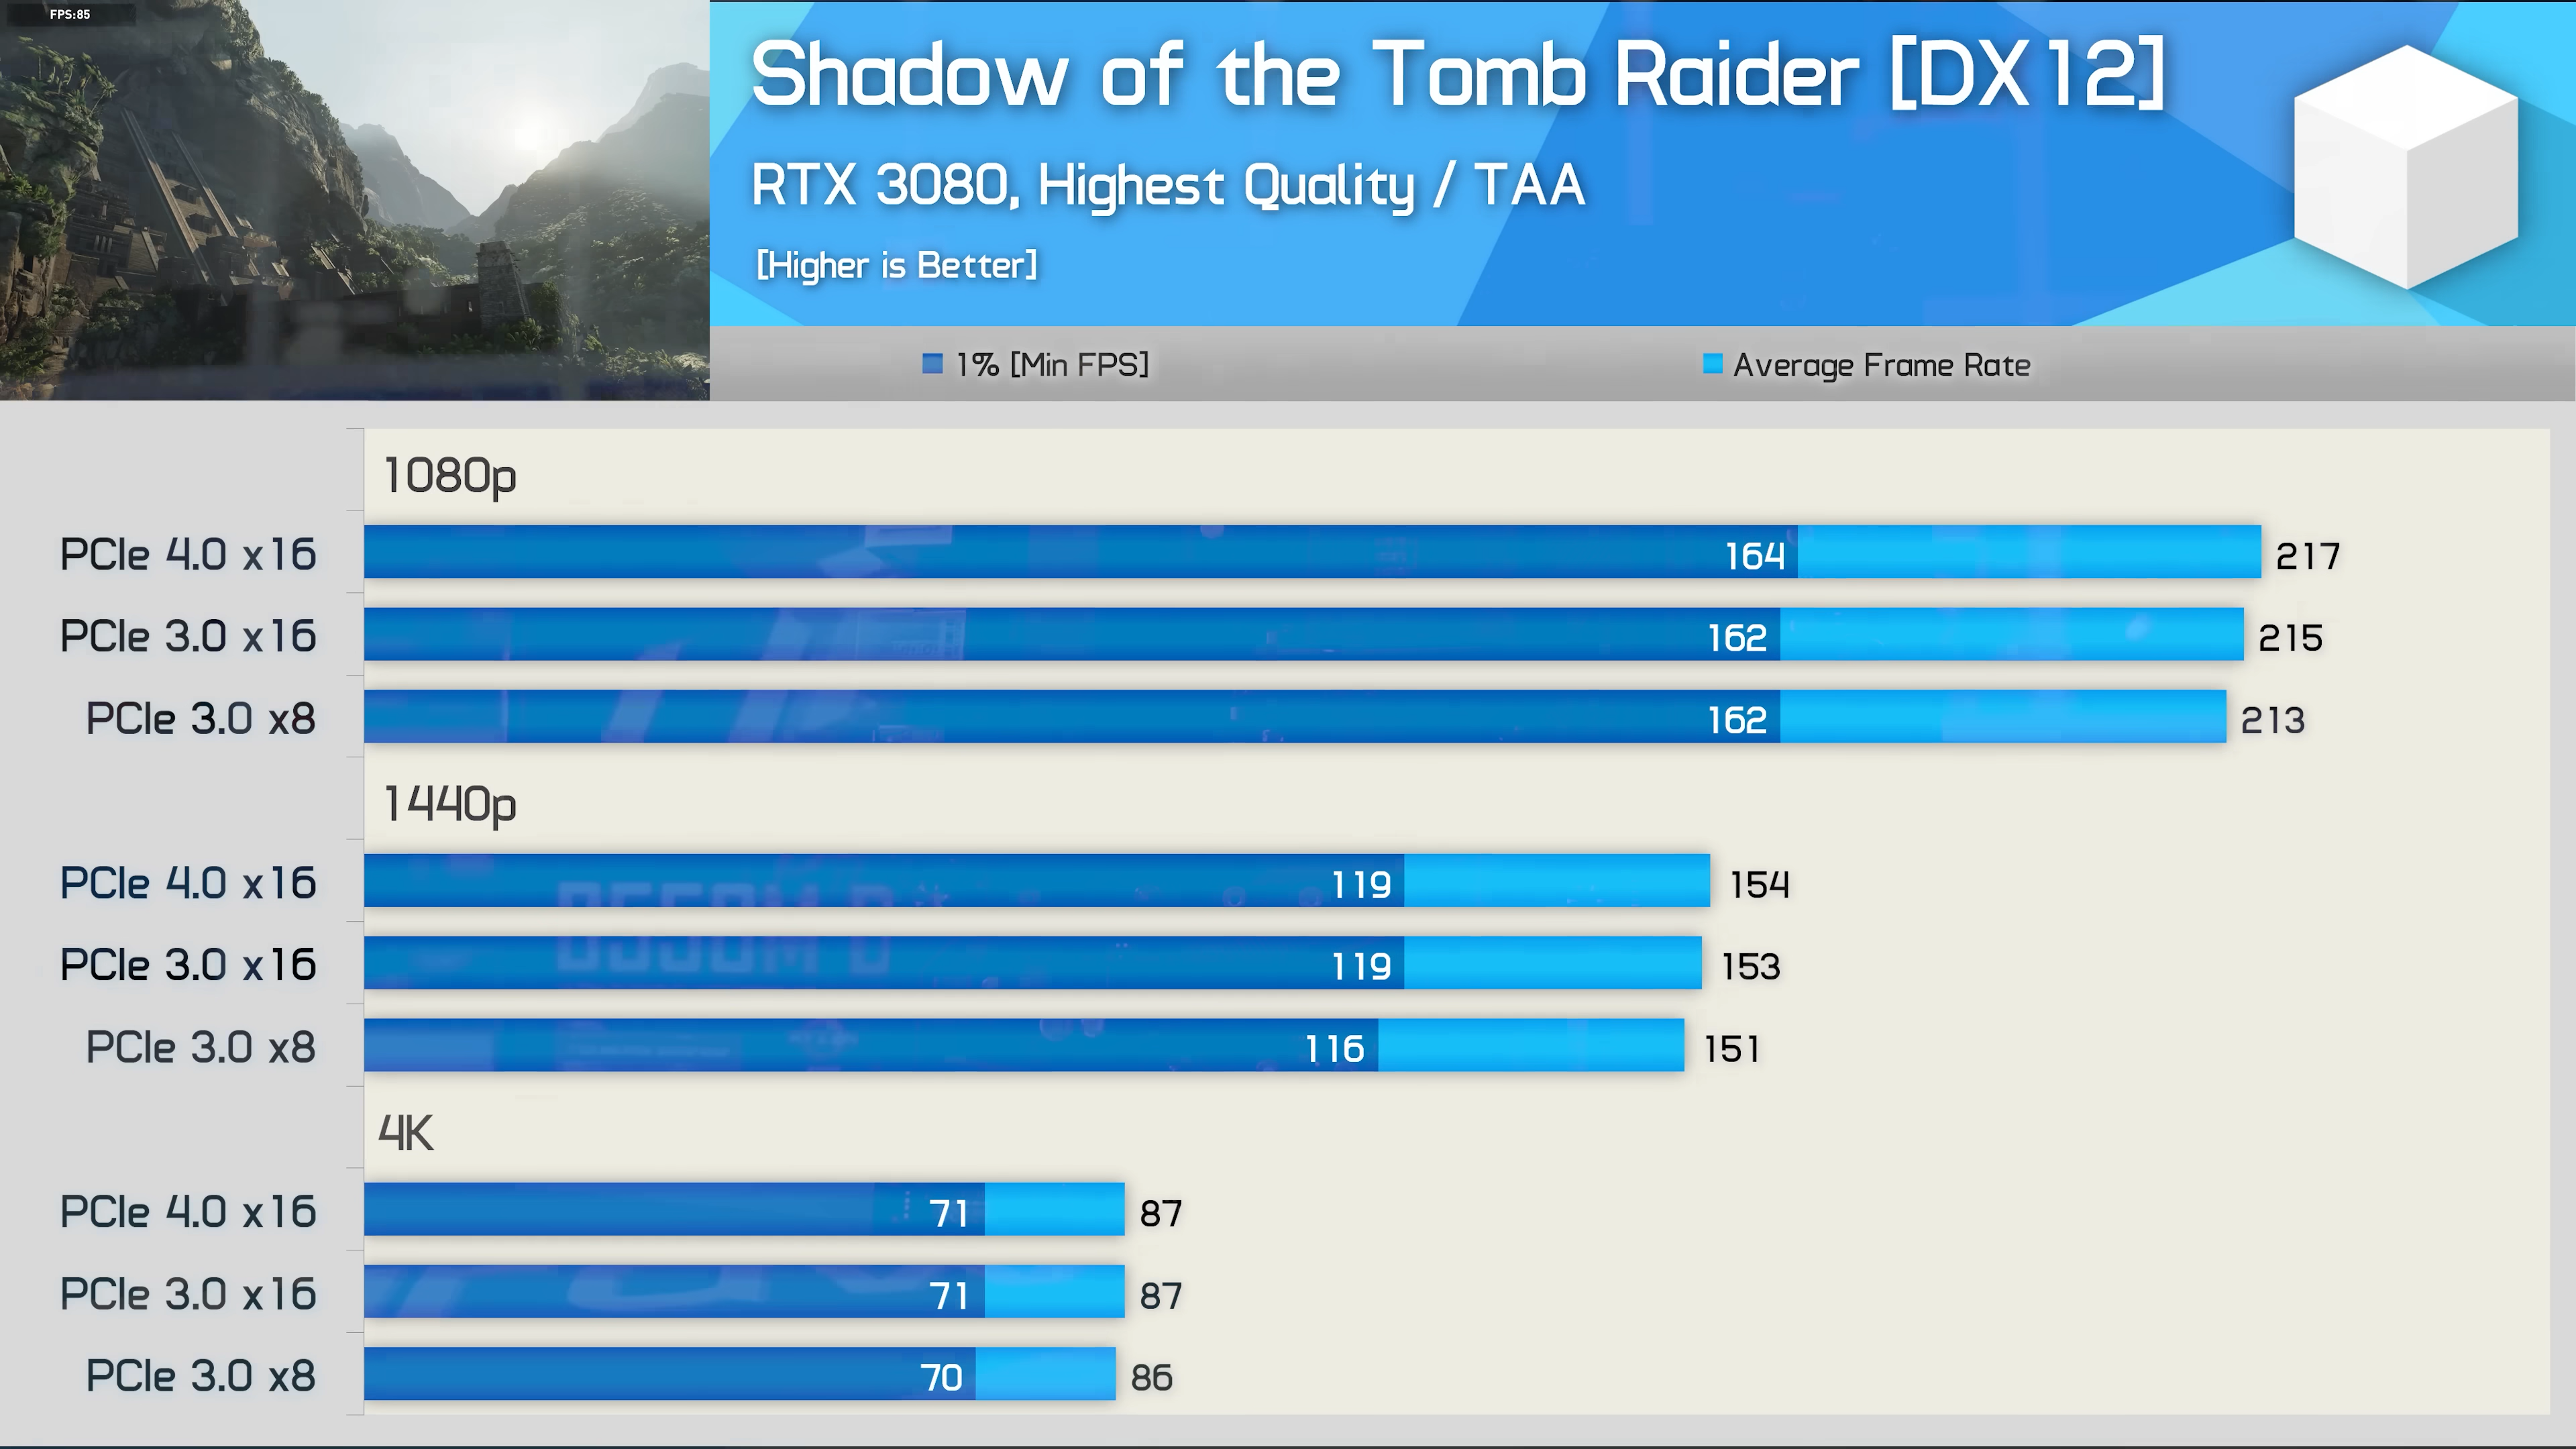 FPS:85
Shadow of the Tomb Raider [DX12]
RTX 3080, Highest Quality / TAA
[Higher is Better]
1% [Min FPS]
Average Frame Rate
1080p
PCIe 4.0 x16 164 217
PCIe 3.0 x16 162 215
PCIe 3.0 x8 162 213
1440p
PCIe 4.0 x16 119 154
PCIe 3.0 x16 119 153
PCIe 3.0 x8 116 151
4K
PCIe 4.0 x16 71 87
PCIe 3.0 x16 71 87
PCIe 3.0 x8 70 86